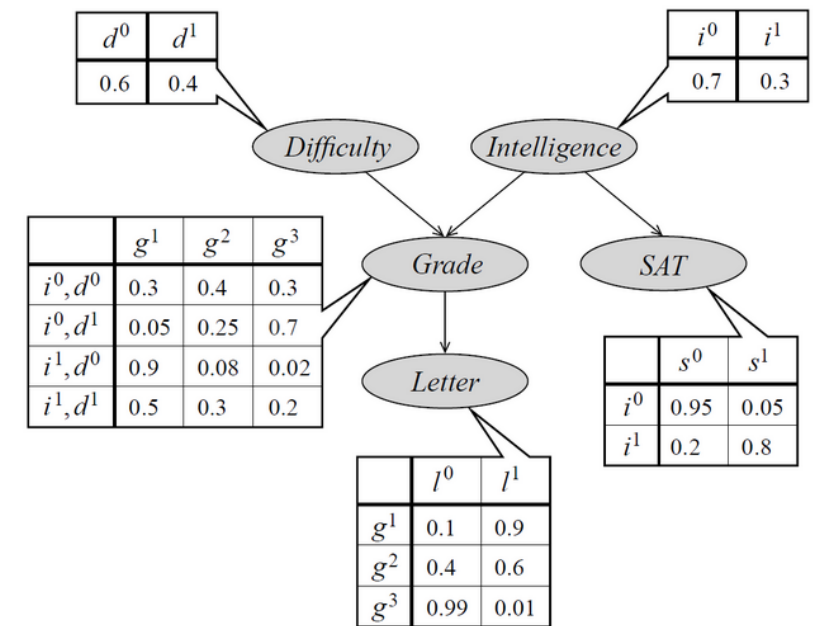 d⁰ d¹
0.6 0.4
i⁰ i¹
0.7 0.3
Difficulty
Intelligence
g¹ g² g³
i⁰,d⁰ 0.3 0.4 0.3
i⁰,d¹ 0.05 0.25 0.7
i¹,d⁰ 0.9 0.08 0.02
i¹,d¹ 0.5 0.3 0.2
Grade
SAT
Letter
s⁰ s¹
i⁰ 0.95 0.05
i¹ 0.2 0.8
l⁰ l¹
g¹ 0.1 0.9
g² 0.4 0.6
g³ 0.99 0.01